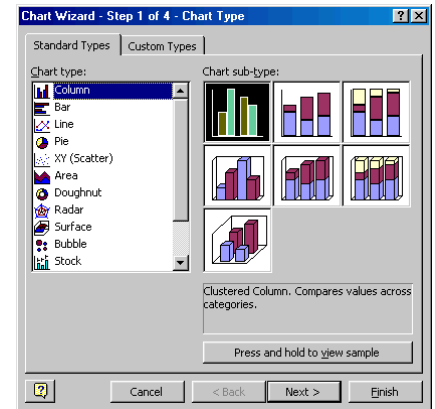 Chart Wizard - Step 1 of 4 - Chart Type
Standard Types
Custom Types
Chart type:
Chart sub-type:
Column
Bar
Line
Pie
XY (Scatter)
Area
Doughnut
Radar
Surface
Bubble
Stock
Clustered Column. Compares values across
categories.
Press and hold to view sample
Cancel
< Back
Next >
Finish